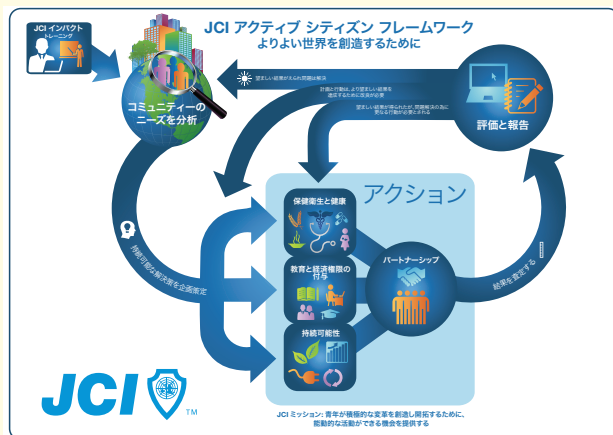 JCI インパクト
トレーニング
JCI アクティブ シティズン フレームワーク
よりよい世界を創造するために
コミュニティーの
ニーズを分析
望ましい結果がえられ問題は解決
計画と行動は、より望ましい結果を
達成するために改良が必要
望ましい結果が得られたが、問題解決の為に
更なる行動が必要とされる
評価と報告
アクション
保健衛生と健康
教育と経済権限の
付与
持続可能性
パートナーシップ
持続可能な解決策を企画策定
結果を査定する
JCI
TM
JCI ミッション: 青年が積極的な変革を創造し開拓するために、
能動的な活動ができる機会を提供する